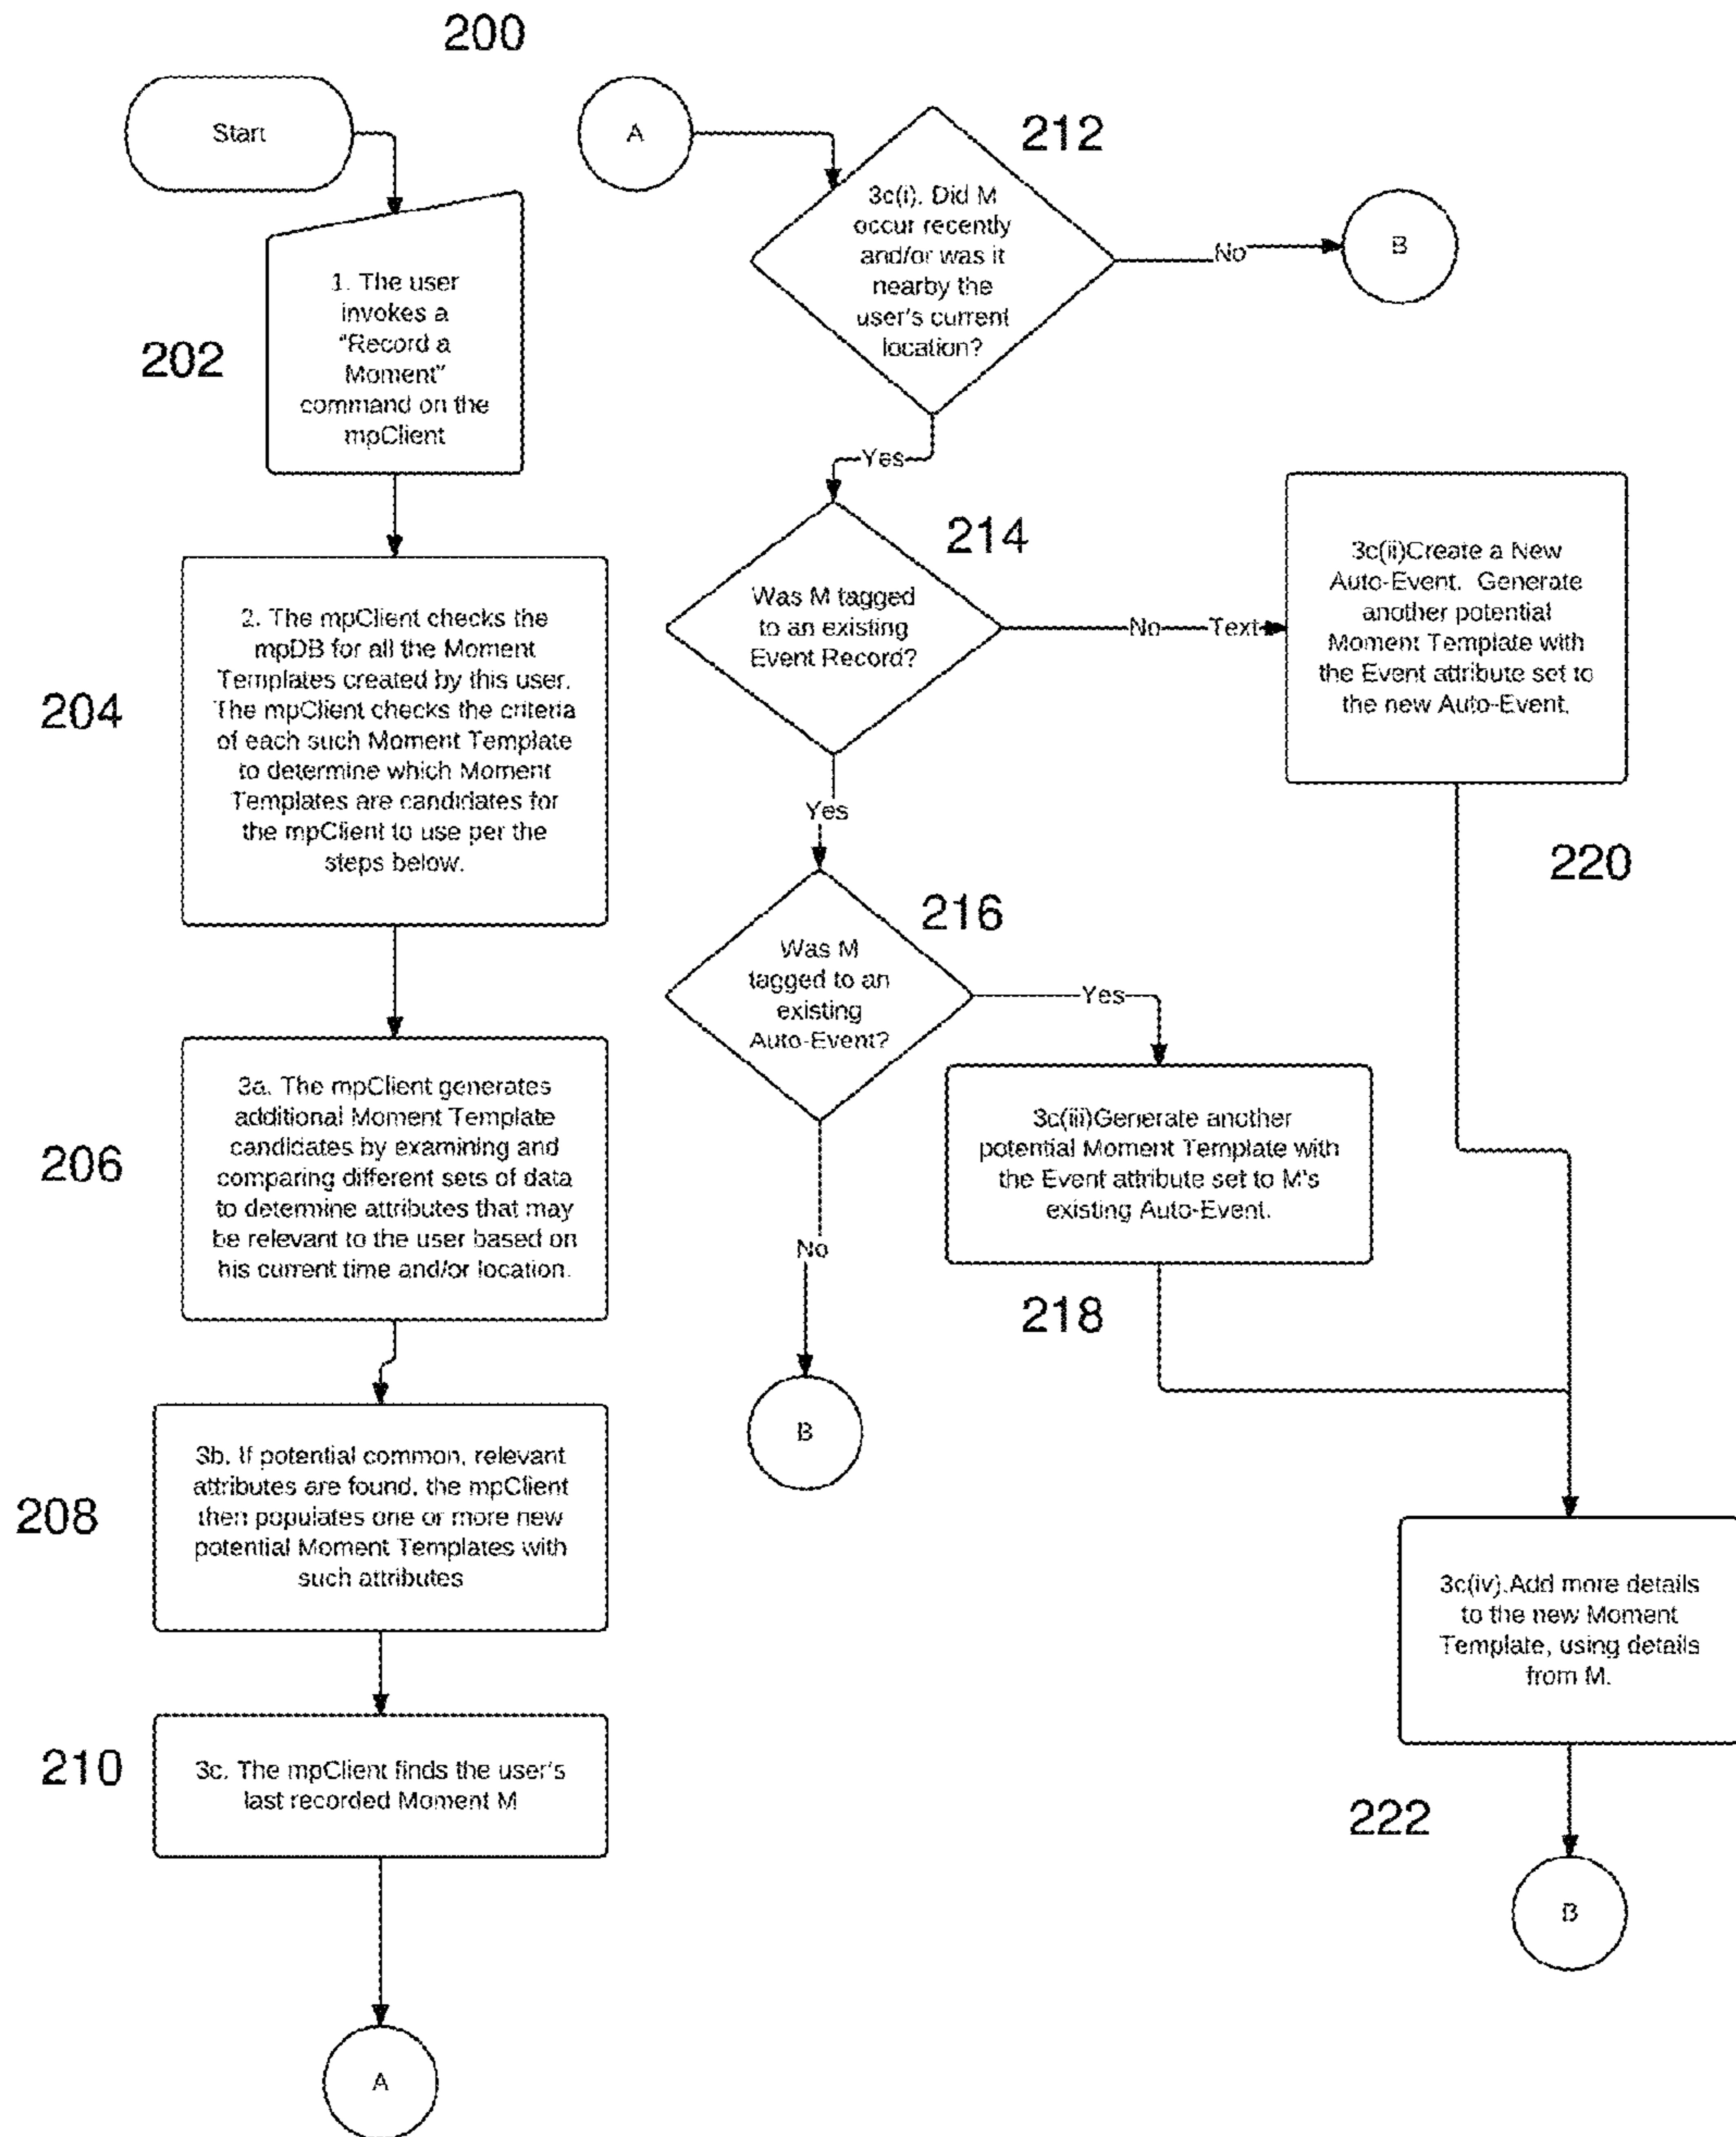 200
Start
202
1. The user
invokes a
"Record a
Moment"
command on the
mpClient
204
2. The mpClient checks the
mpDB for all the Moment
Templates created by this user.
The mpClient checks the criteria
of each such Moment Template
to determine which Moment
Templates are candidates for
the mpClient to use per the
steps below.
206
3a. The mpClient generates
additional Moment Template
candidates by examining and
comparing different sets of data
to determine attributes that may
be relevant to the user based on
his current time and/or location.
208
3b. If potential common, relevant
attributes are found, the mpClient
then populates one or more new
potential Moment Templates with
such attributes
210
3c. The mpClient finds the user's
last recorded Moment M
A
A
212
3c(i). Did M
occur recently
and/or was it
nearby the
user's current
location?
No
B
Yes
214
Was M tagged
to an existing
Event Record?
No
Text
3c(ii)Create a New
Auto-Event. Generate
another potential
Moment Template with
the Event attribute set to
the new Auto-Event.
220
Yes
216
Was M
tagged to an
existing
Auto-Event?
Yes
3c(iii)Generate another
potential Moment Template with
the Event attribute set to M's
existing Auto-Event.
218
No
B
3c(iv).Add more details
to the new Moment
Template, using details
from M.
222
B